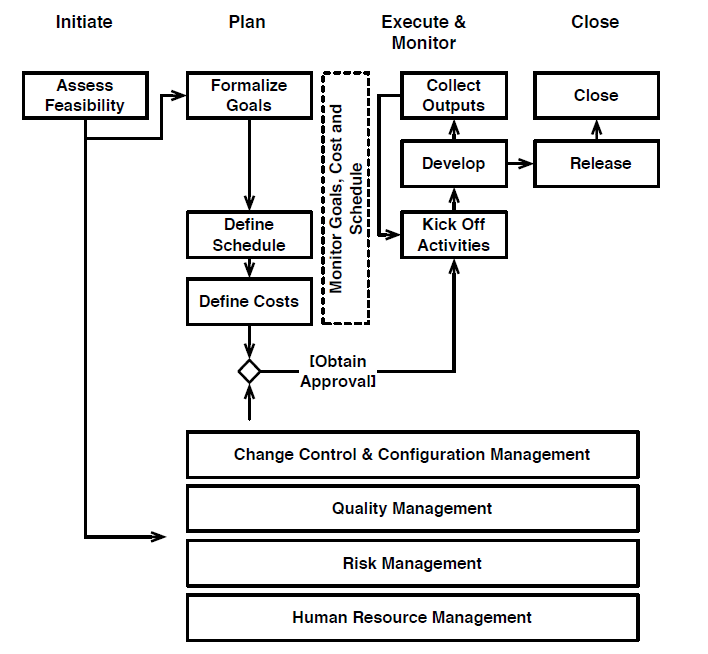 Initiate
Plan
Execute &
Monitor
Close
Assess
Feasibility
Formalize
Goals
Define
Schedule
Define Costs
Monitor Goals, Cost and
Schedule
Collect
Outputs
Develop
Kick Off
Activities
Close
Release
[Obtain
Approval]
Change Control & Configuration Management
Quality Management
Risk Management
Human Resource Management